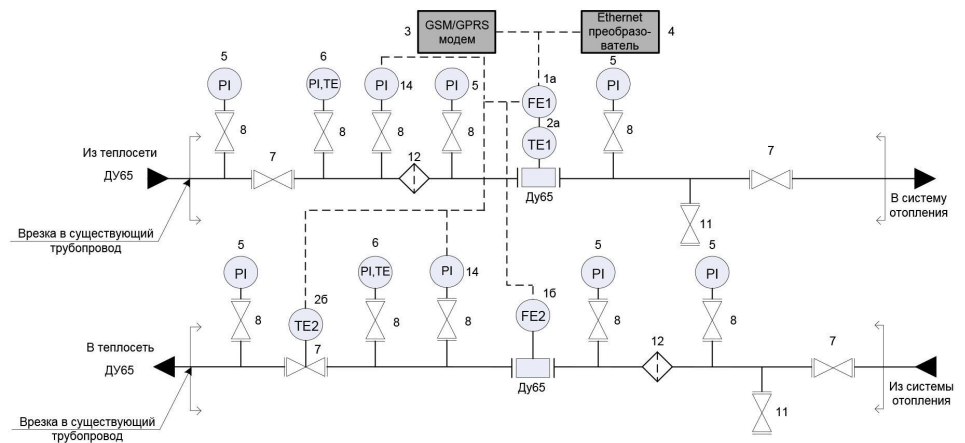 3
GSM/GPRS
модем
Ethernet
преобразо-
ватель
4
5
6
5
5
1а
PI
PI,TE
PI
14
PI
FE1
PI
2а
8
8
8
8
TE1
8
Из теплосети
ДУ65
7
12
7
Ду65
В систему
отопления
11
Врезка в существующий
трубопровод
5
6
5
5
PI
PI,TE
PI
14
1б
PI
PI
2б
FE2
8
TE2
8
8
8
8
В теплосеть
ДУ65
7
12
7
Ду65
Из системы
отопления
11
Врезка в существующий
трубопровод